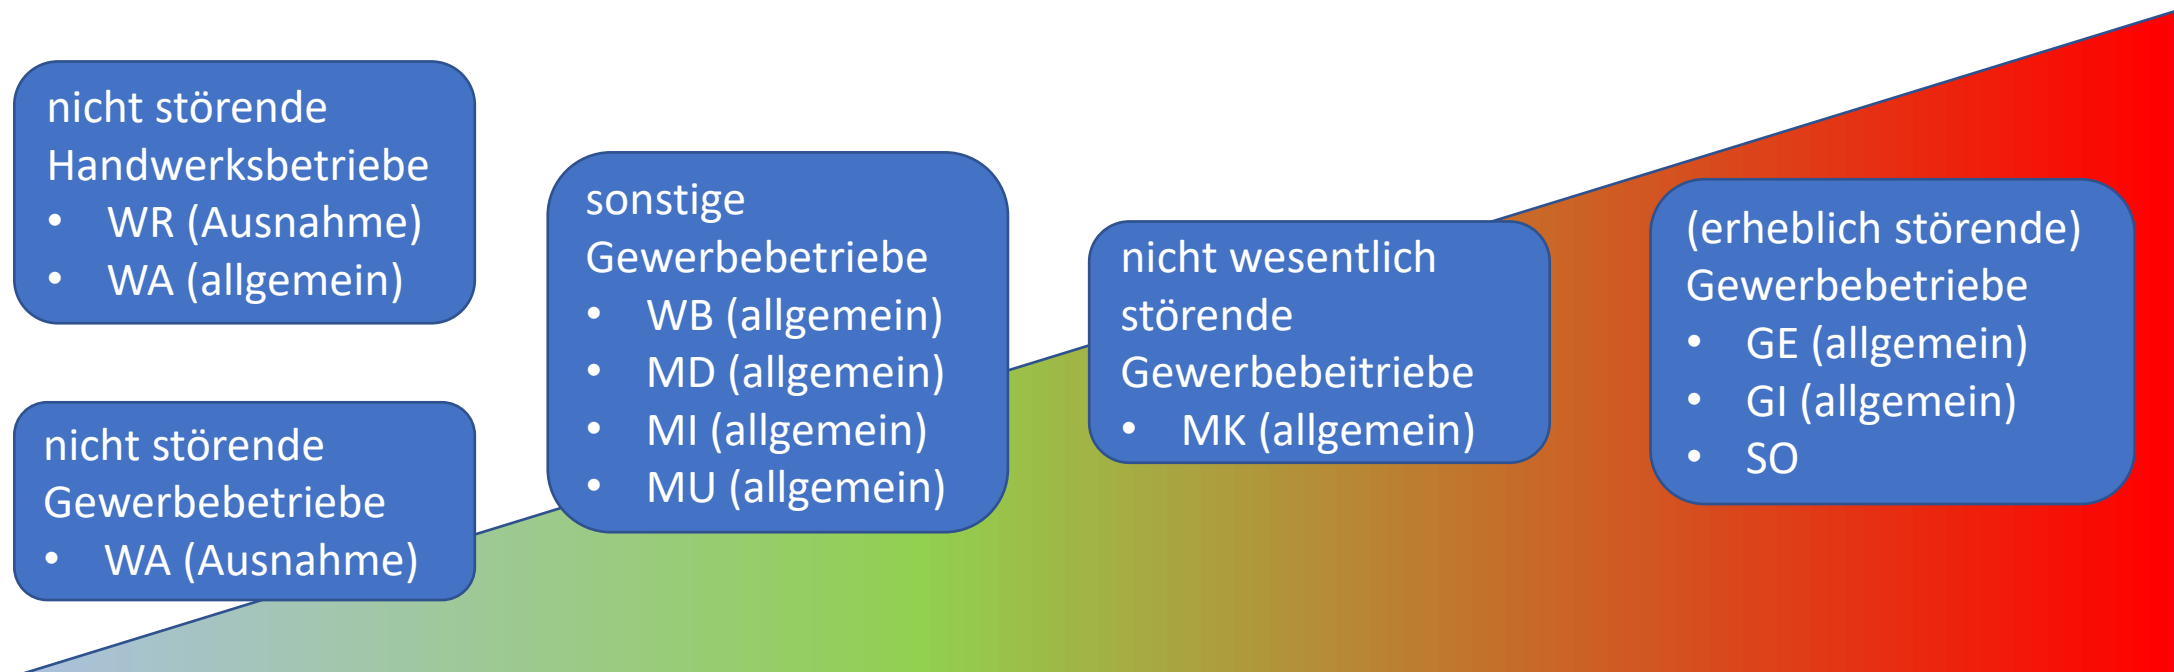 nicht störende
Handwerksbetriebe
• WR (Ausnahme)
• WA (allgemein)
nicht störende
Gewerbebetriebe
• WA (Ausnahme)
sonstige
Gewerbebetriebe
• WB (allgemein)
• MD (allgemein)
• MI (allgemein)
• MU (allgemein)
nicht wesentlich
störende
Gewerbebeitriebe
• MK (allgemein)
(erheblich störende)
Gewerbebetriebe
• GE (allgemein)
• GI (allgemein)
• SO